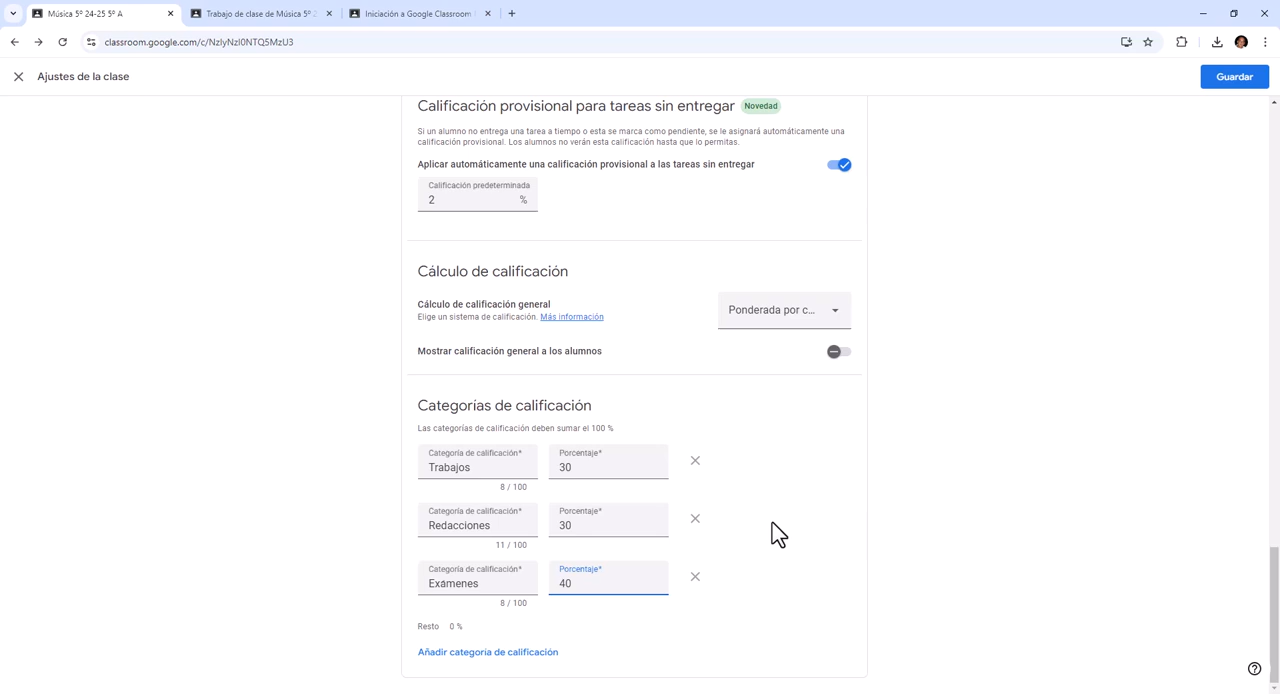 Música 5º 24-25 5º A
Trabajo de clase de Música 5º
Iniciación a Google Classroom
classroom.google.com/c/NzIyNzI0NTQ5MzU3
Ajustes de la clase
Guardar
Calificación provisional para tareas sin entregar Novedad
Si un alumno no entrega una tarea a tiempo o esta se marca como pendiente, se le asignará automáticamente una
calificación provisional. Los alumnos no verán esta calificación hasta que lo permitas.
Aplicar automáticamente una calificación provisional a las tareas sin entregar
Calificación predeterminada
2 %
Cálculo de calificación
Cálculo de calificación general
Elige un sistema de calificación. Más información
Ponderada por c...
Mostrar calificación general a los alumnos
Categorías de calificación
Las categorías de calificación deben sumar el 100 %
Categoría de calificación* Porcentaje*
Trabajos 30
8 / 100
Categoría de calificación* Porcentaje*
Redacciones 30
11 / 100
Categoría de calificación* Porcentaje*
Exámenes 40
8 / 100
Resto 0 %
Añadir categoría de calificación